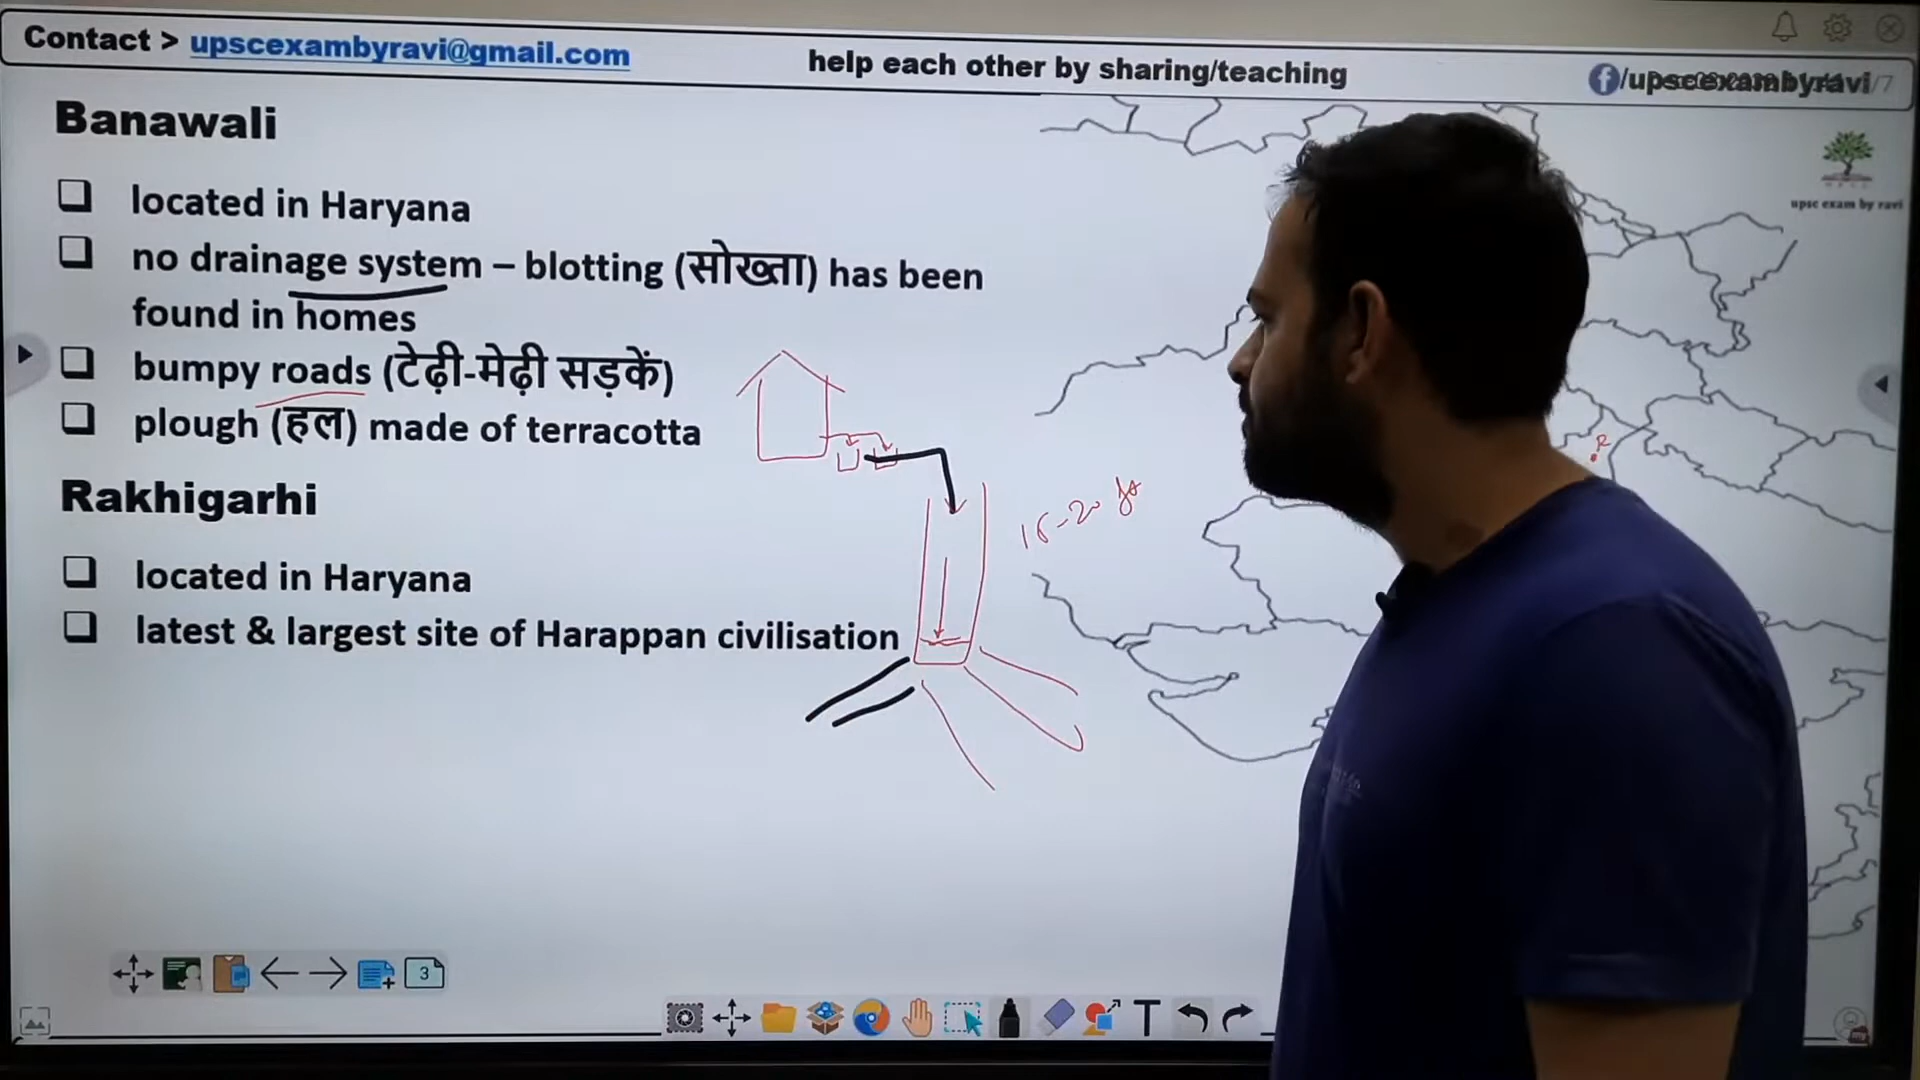 Contact > upscexambyravi@gmail.com
help each other by sharing/teaching
/upscexambyravi
upsc exam by ravi
Banawali
❑ located in Haryana
❑ no drainage system – blotting (सोख्ता) has been
found in homes
❑ bumpy roads (टेढ़ी-मेढ़ी सड़कें)
❑ plough (हल) made of terracotta
Rakhigarhi
❑ located in Haryana
❑ latest & largest site of Harappan civilisation
R
3
T